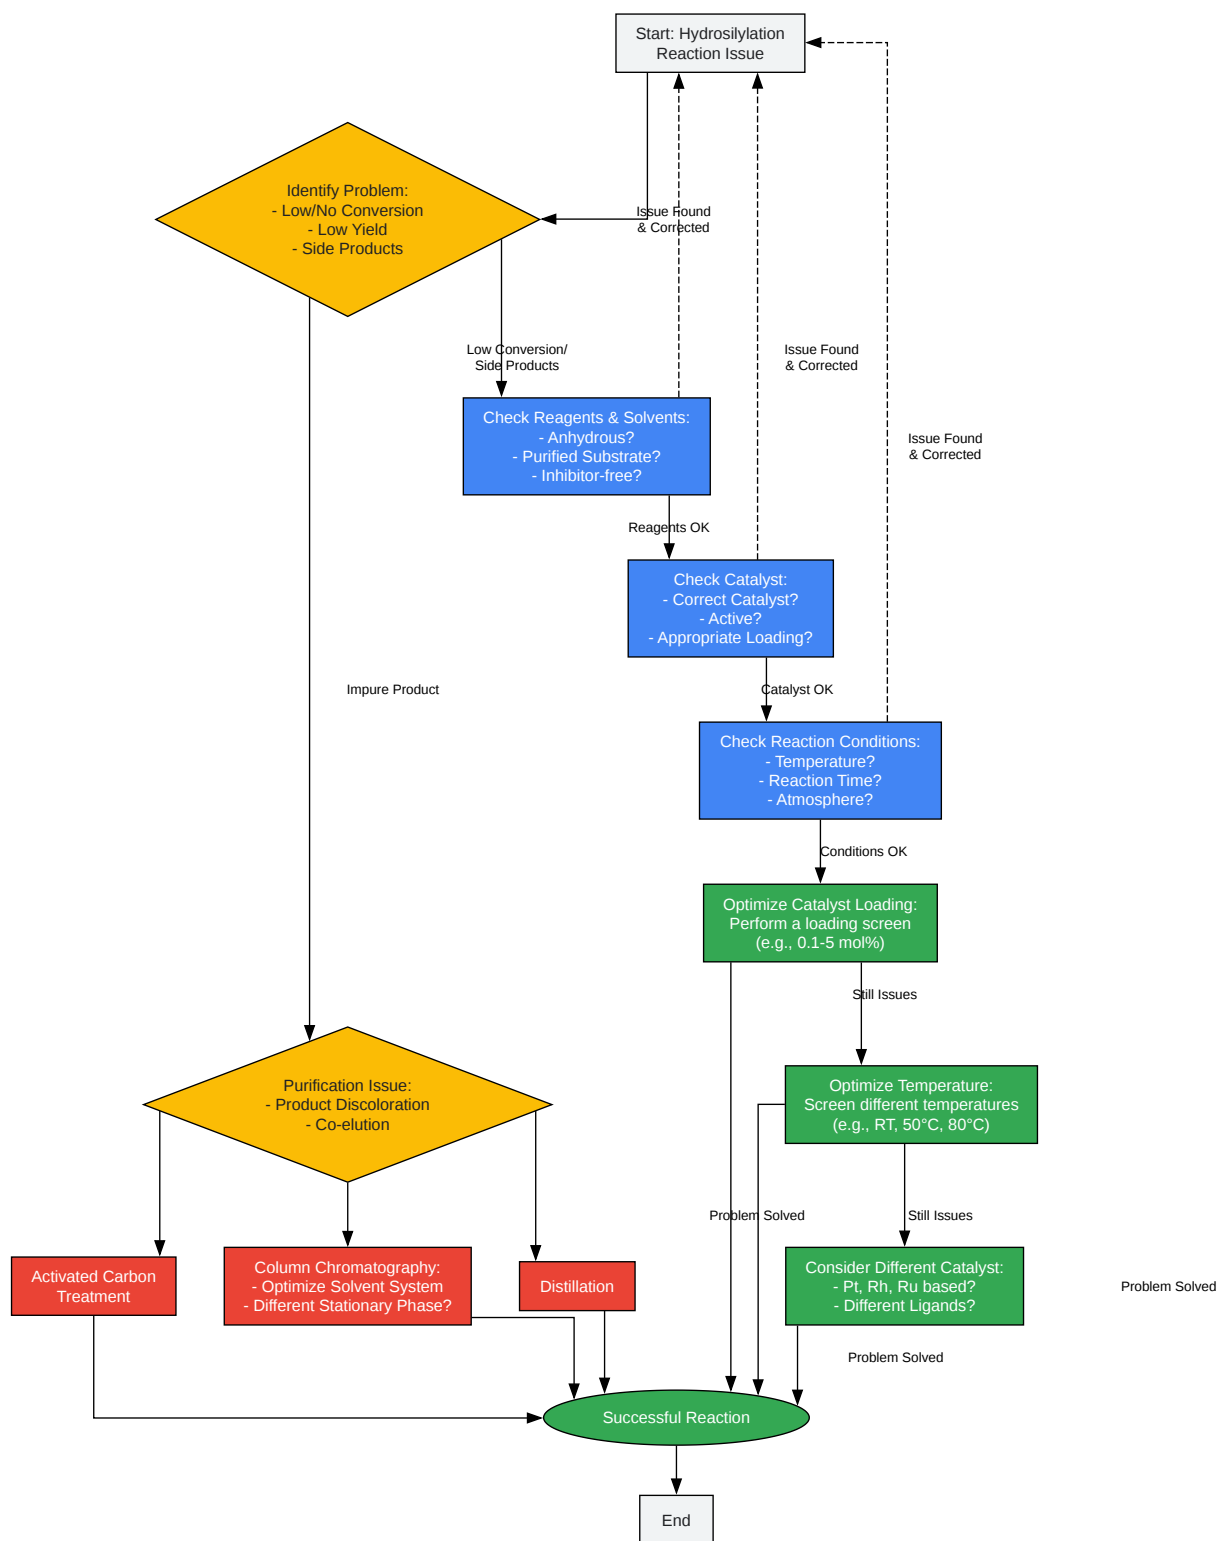 Start: Hydrosilylation
Reaction Issue
Identify Problem:
- Low/No Conversion
- Low Yield
- Side Products
Issue Found
& Corrected
Low Conversion/
Side Products
Issue Found
& Corrected
Issue Found
& Corrected
Check Reagents & Solvents:
- Anhydrous?
- Purified Substrate?
- Inhibitor-free?
Reagents OK
Check Catalyst:
- Correct Catalyst?
- Active?
- Appropriate Loading?
Impure Product
Catalyst OK
Check Reaction Conditions:
- Temperature?
- Reaction Time?
- Atmosphere?
Conditions OK
Optimize Catalyst Loading:
Perform a loading screen
(e.g., 0.1-5 mol%)
Still Issues
Purification Issue:
- Product Discoloration
- Co-elution
Optimize Temperature:
Screen different temperatures
(e.g., RT, 50°C, 80°C)
Problem Solved
Still Issues
Activated Carbon
Treatment
Column Chromatography:
- Optimize Solvent System
- Different Stationary Phase?
Distillation
Consider Different Catalyst:
- Pt, Rh, Ru based?
- Different Ligands?
Problem Solved
Problem Solved
Successful Reaction
End